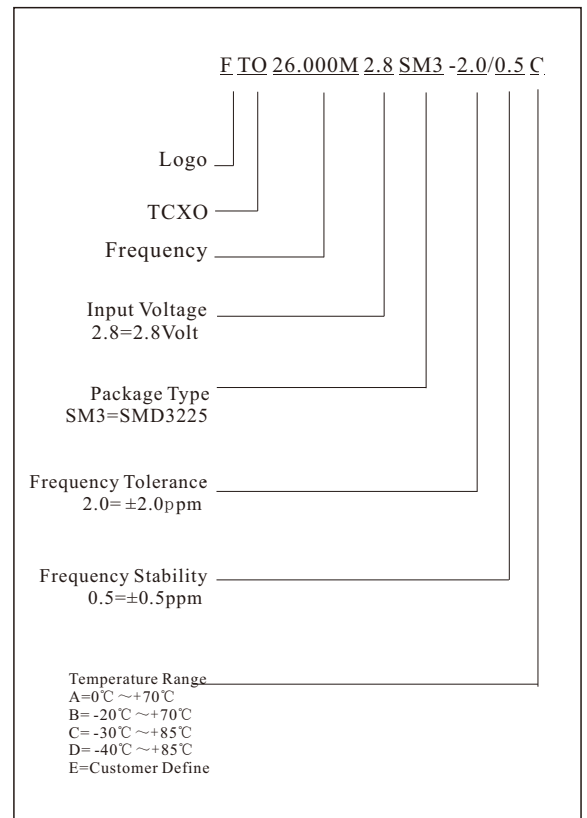 F TO 26.000M 2.8 SM3 -2.0/0.5 C
Logo
TCXO
Frequency
Input Voltage
2.8=2.8Volt
Package Type
SM3=SMD3225
Frequency Tolerance
2.0= ±2.0ppm
Frequency Stability
0.5=±0.5ppm
Temperature Range
A=0℃ ～+70℃
B= -20℃ ～+70℃
C= -30℃ ～+85℃
D= -40℃ ～+85℃
E=Customer Define